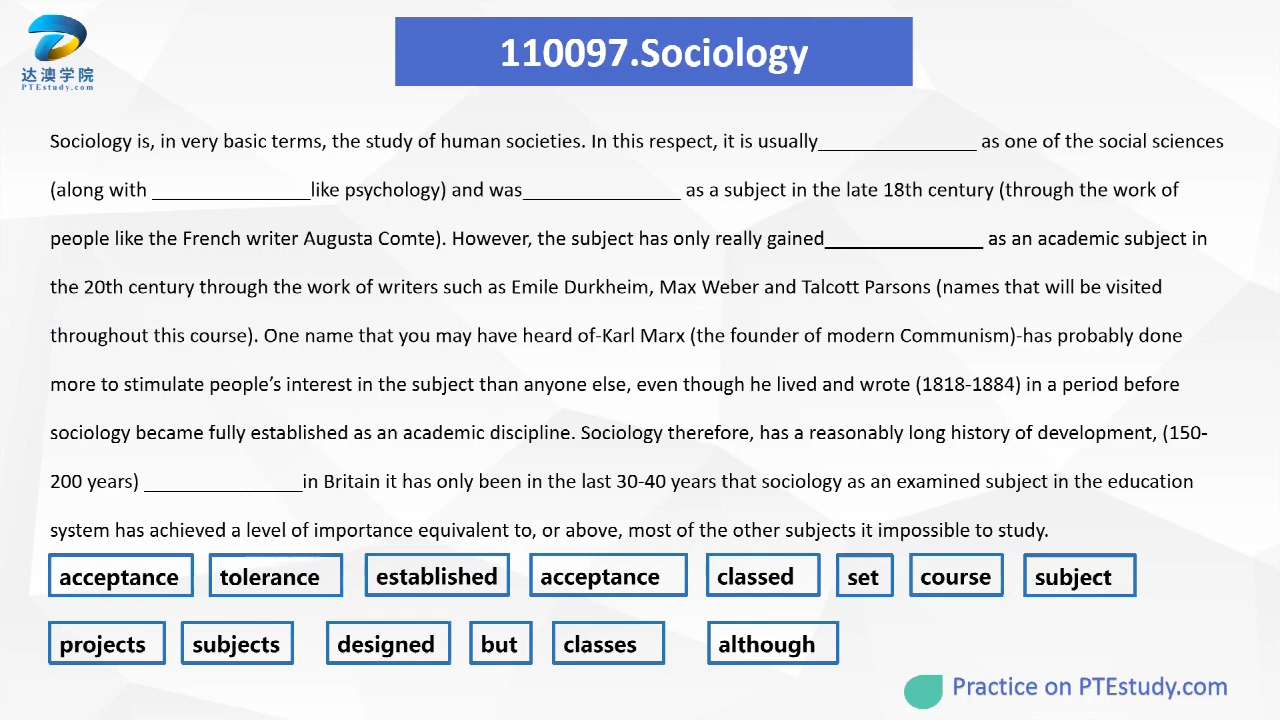 达澳学院
PTEstudy.com
110097.Sociology
Sociology is, in very basic terms, the study of human societies. In this respect, it is usually________________ as one of the social sciences
(along with ________________like psychology) and was________________ as a subject in the late 18th century (through the work of
people like the French writer Augusta Comte). However, the subject has only really gained________________ as an academic subject in
the 20th century through the work of writers such as Emile Durkheim, Max Weber and Talcott Parsons (names that will be visited
throughout this course). One name that you may have heard of-Karl Marx (the founder of modern Communism)-has probably done
more to stimulate people's interest in the subject than anyone else, even though he lived and wrote (1818-1884) in a period before
sociology became fully established as an academic discipline. Sociology therefore, has a reasonably long history of development, (150-
200 years) ________________in Britain it has only been in the last 30-40 years that sociology as an examined subject in the education
system has achieved a level of importance equivalent to, or above, most of the other subjects it impossible to study.
acceptance tolerance established acceptance classed set course subject
projects subjects designed but classes although
Practice on PTEstudy.com